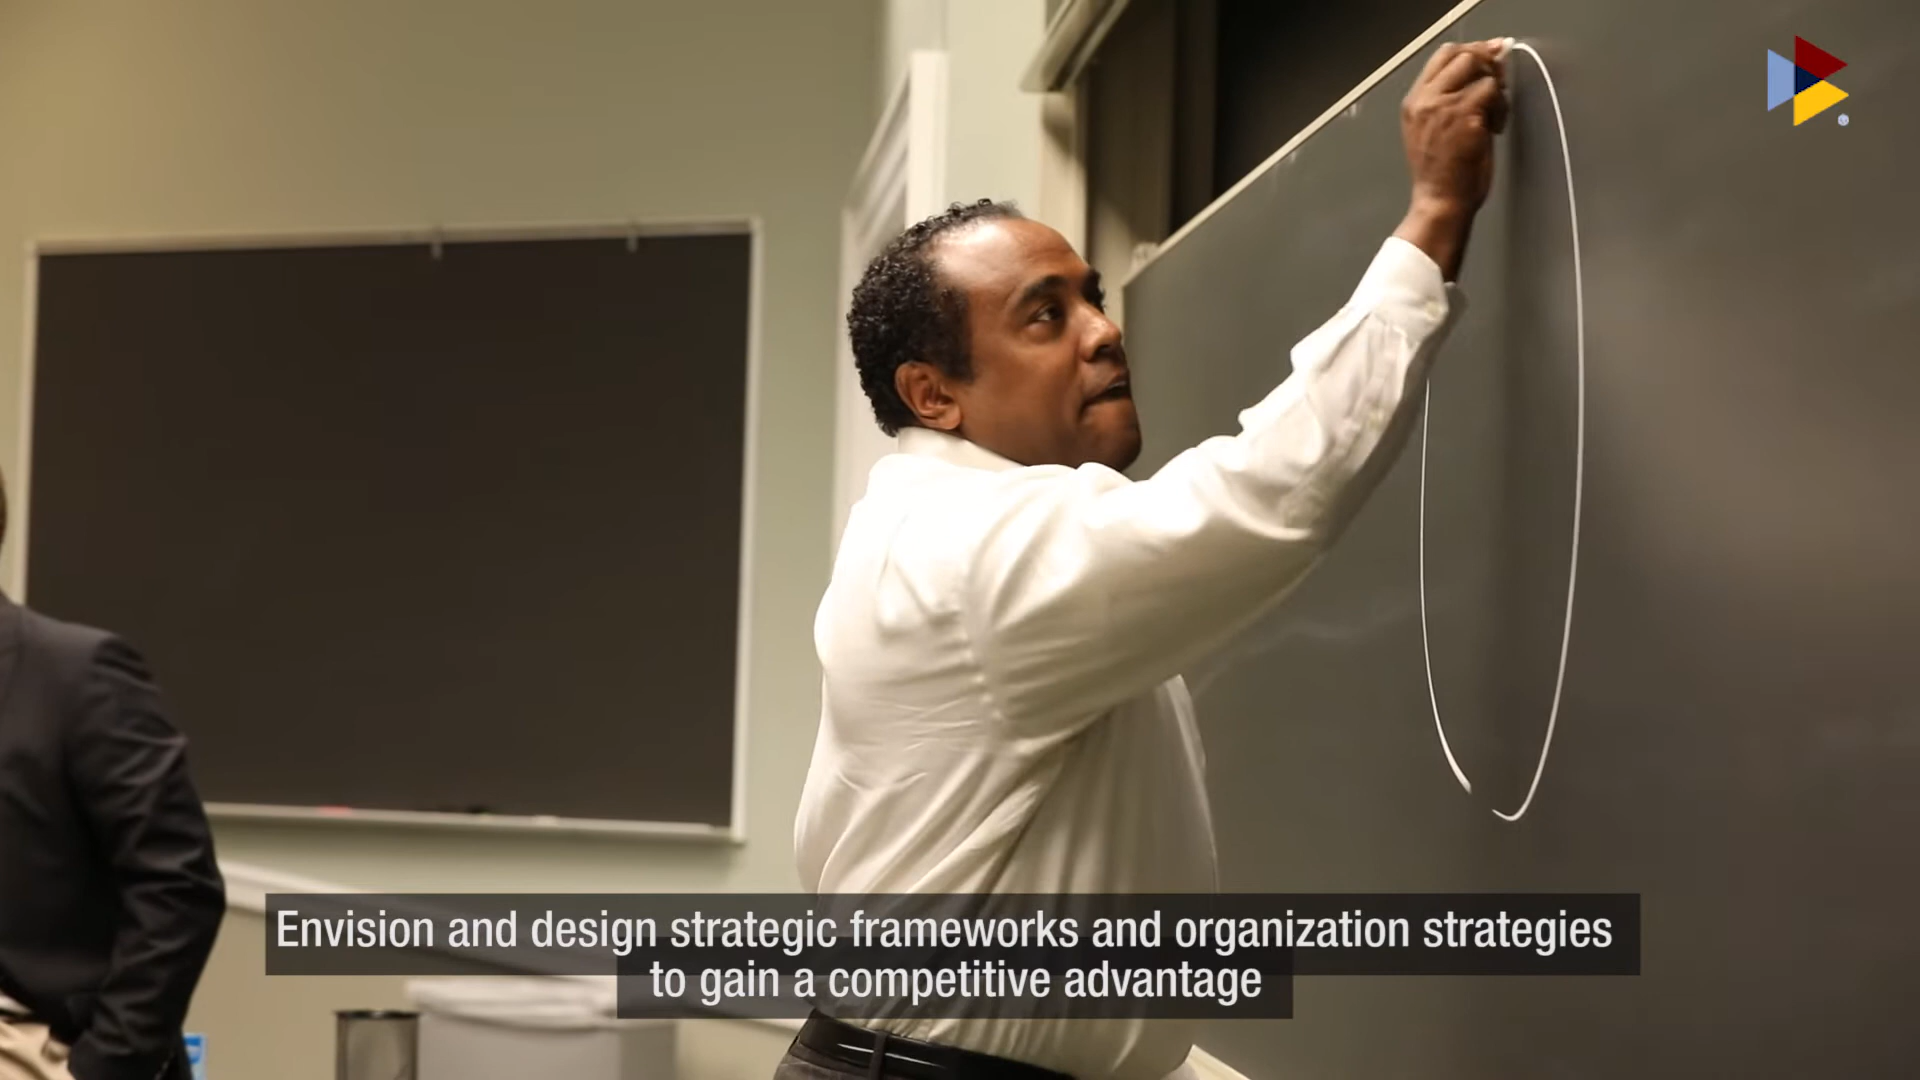 Envision and design strategic frameworks and organization strategies
to gain a competitive advantage